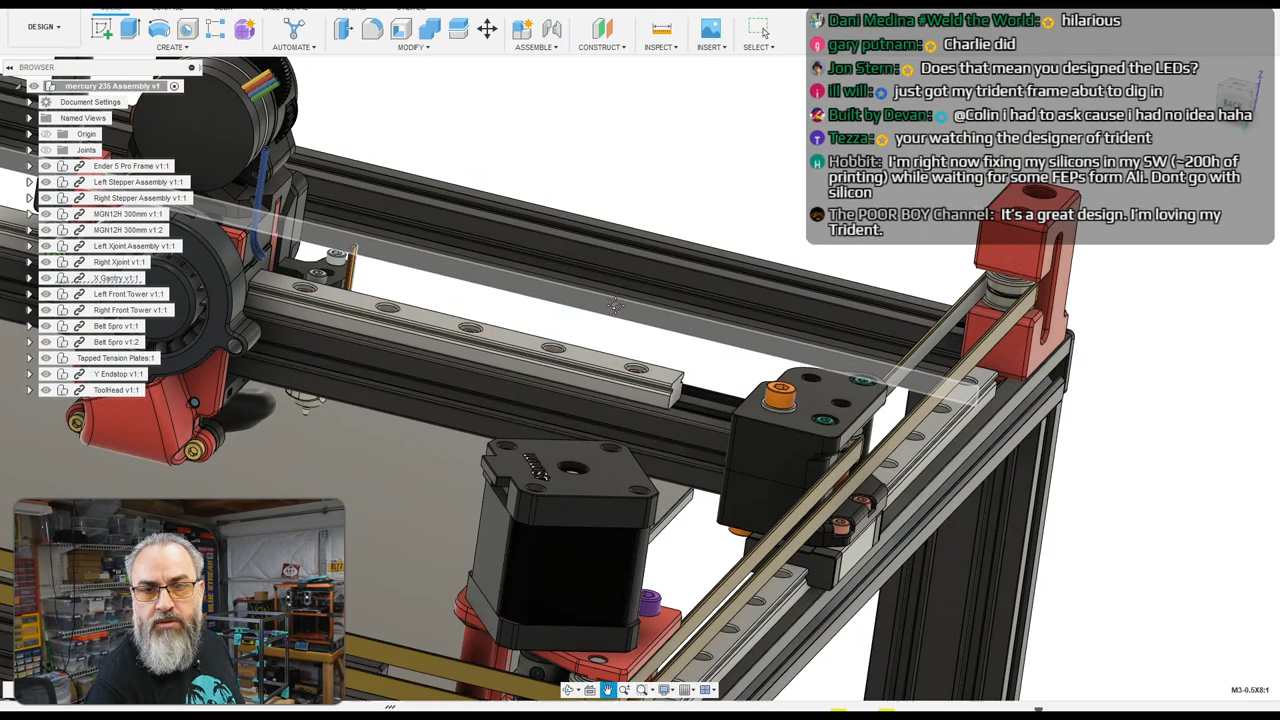 DESIGN ▾
CREATE ▾
AUTOMATE ▾
MODIFY ▾
ASSEMBLE ▾
CONSTRUCT ▾
INSPECT ▾
INSERT ▾
SELECT ▾
BROWSER
mercury 235 Assembly v1
Document Settings
Named Views
Origin
Joints
Ender 5 Pro Frame v1:1
Left Stepper Assembly v1:1
Right Stepper Assembly v1:1
MGN12H 300mm v1:1
MGN12H 300mm v1:2
Left Xjoint Assembly v1:1
Right Xjoint v1:1
X Gantry v1:1
Left Front Tower v1:1
Right Front Tower v1:1
Belt 5pro v1:1
Belt 5pro v1:2
Tapped Tension Plates:1
Y Endstop v1:1
ToolHead v1:1
Dani Medina #Weld the World: hilarious
gary putnam: Charlie did
Jon Stern: Does that mean you designed the LEDs?
ill will: just got my trident frame abut to dig in
Built by Devan: @Colin i had to ask cause i had no idea haha
Tezza: your watching the designer of trident
Hobbit: I'm right now fixing my silicons in my SW (~200h of
printing) while waiting for some FEPs form Ali. Dont go with
silicon
The POOR BOY Channel: It's a great design. I'm loving my
Trident.
BACK
Z
BLUE STREAK
M3-0.5X8:1